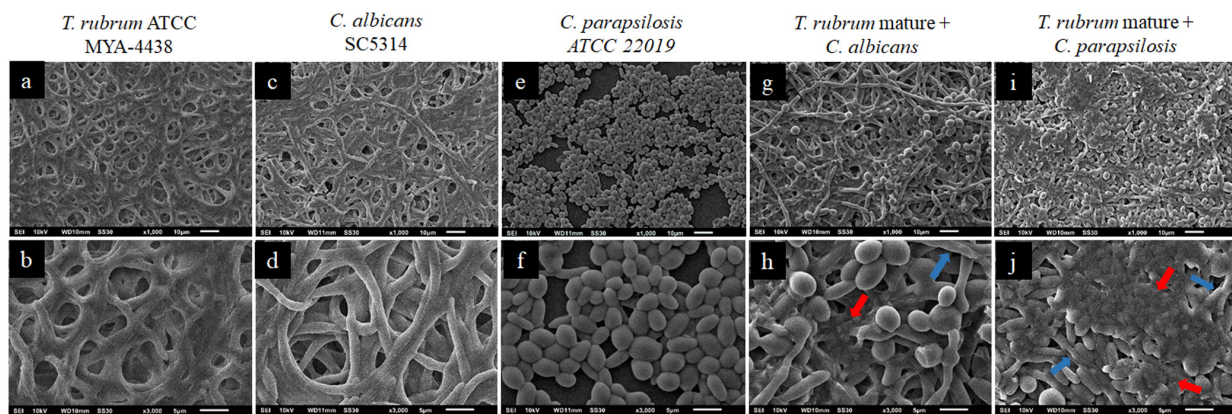 T. rubrum ATCC
MYA-4438
C. albicans
SC5314
C. parapsilosis
ATCC 22019
T. rubrum mature +
C. albicans
T. rubrum mature +
C. parapsilosis
a
c
e
g
i
SEI 10kV WD10mm SS30 x1,000 10µm
SEI 10kV WD11mm SS30 x1,000 10µm
SEI 10kV WD11mm SS30 x1,000 10µm
SEI 10kV WD10mm SS30 x1,000 10µm
SEI 10kV WD10mm SS30 x1,000 10µm
b
d
f
h
j
SEI 10kV WD10mm SS30 x3,000 5µm
SEI 10kV WD11mm SS30 x3,000 5µm
SEI 10kV WD11mm SS30 x3,000 5µm
SEI 10kV WD10mm SS30 x3,000 5µm
SEI 10kV WD10mm SS30 x3,000 5µm